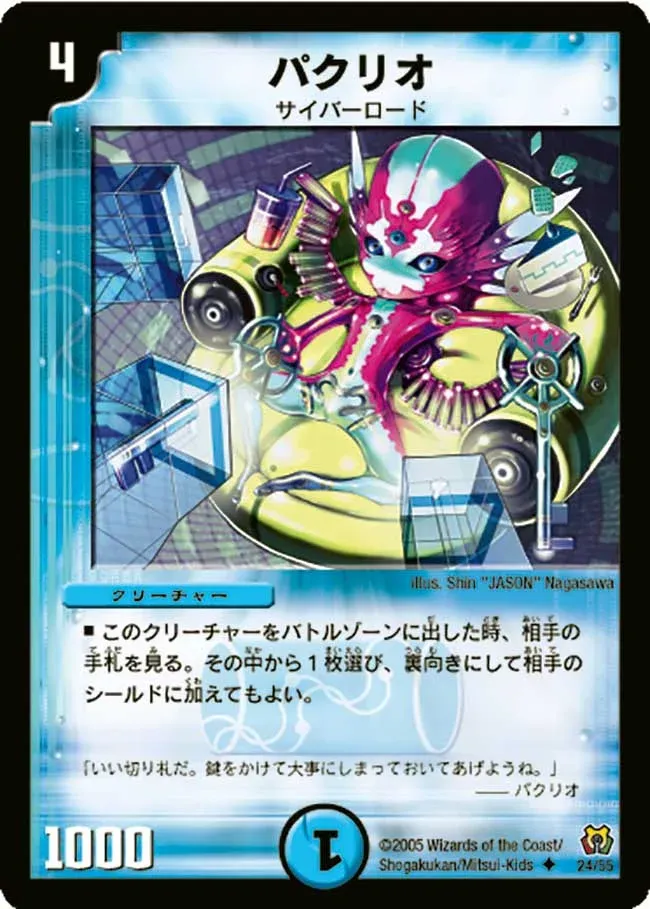 4
パクリオ
サイバーロード
illus. Shin "JASON" Nagasawa
クリーチャー
■ このクリーチャーをバトルゾーンに出した時、相手の
手札を見る。その中から1枚選び、裏向きにして相手の
シールドに加えてもよい。
「いい切り札だ。鍵をかけて大事にしまっておいてあげようね。」
—— パクリオ
1000
1
©2005 Wizards of the Coast/
Shogakukan/Mitsui-Kids ◆
24/55